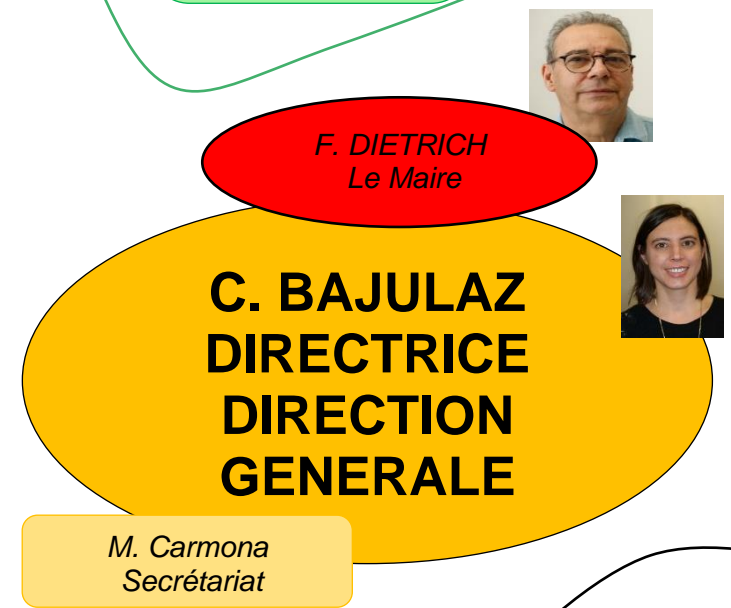 F. DIETRICH
Le Maire
C. BAJULAZ
DIRECTRICE
DIRECTION
GENERALE
M. Carmona
Secrétariat